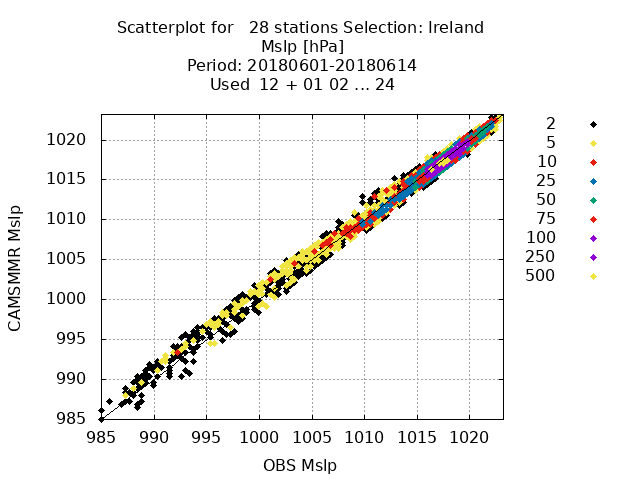 Scatterplot for   28 stations Selection: Ireland
Mslp [hPa]
Period: 20180601-20180614
Used  12 + 01 02 ... 24
CAMSMMR Mslp
1020
1015
1010
1005
1000
995
990
985
985 990 995 1000 1005 1010 1015 1020
OBS Mslp
2
5
10
25
50
75
100
250
500